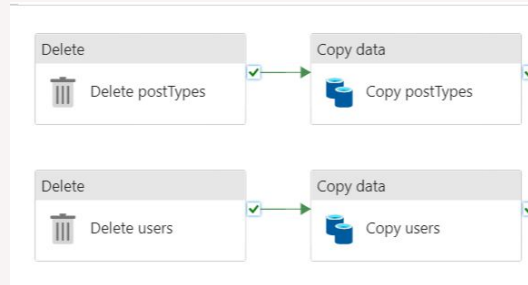 Delete
Delete postTypes
Copy data
Copy postTypes
Delete
Delete users
Copy data
Copy users